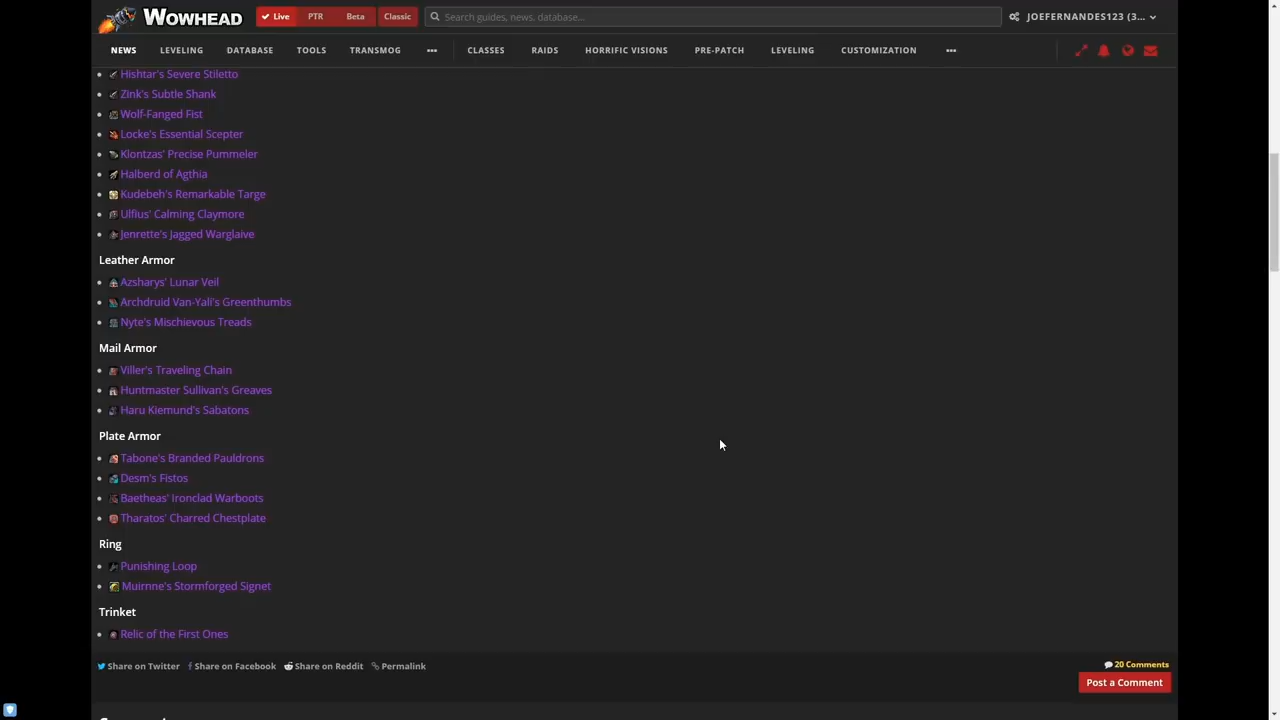 WOWHEAD
Live PTR Beta Classic
Search guides, news, database...
JOEFERNANDES123 (3...
NEWS LEVELING DATABASE TOOLS TRANSMOG ••• CLASSES RAIDS HORRIFIC VISIONS PRE-PATCH LEVELING CUSTOMIZATION •••
Hishtar's Severe Stiletto
Zink's Subtle Shank
Wolf-Fanged Fist
Locke's Essential Scepter
Klontzas' Precise Pummeler
Halberd of Agthia
Kudebeh's Remarkable Targe
Ulfius' Calming Claymore
Jenrette's Jagged Warglaive
Leather Armor
Azsharys' Lunar Veil
Archdruid Van-Yali's Greenthumbs
Nyte's Mischievous Treads
Mail Armor
Viller's Traveling Chain
Huntmaster Sullivan's Greaves
Haru Kiemund's Sabatons
Plate Armor
Tabone's Branded Pauldrons
Desm's Fistos
Baetheas' Ironclad Warboots
Tharatos' Charred Chestplate
Ring
Punishing Loop
Muirnne's Stormforged Signet
Trinket
Relic of the First Ones
Share on Twitter Share on Facebook Share on Reddit Permalink
20 Comments
Post a Comment